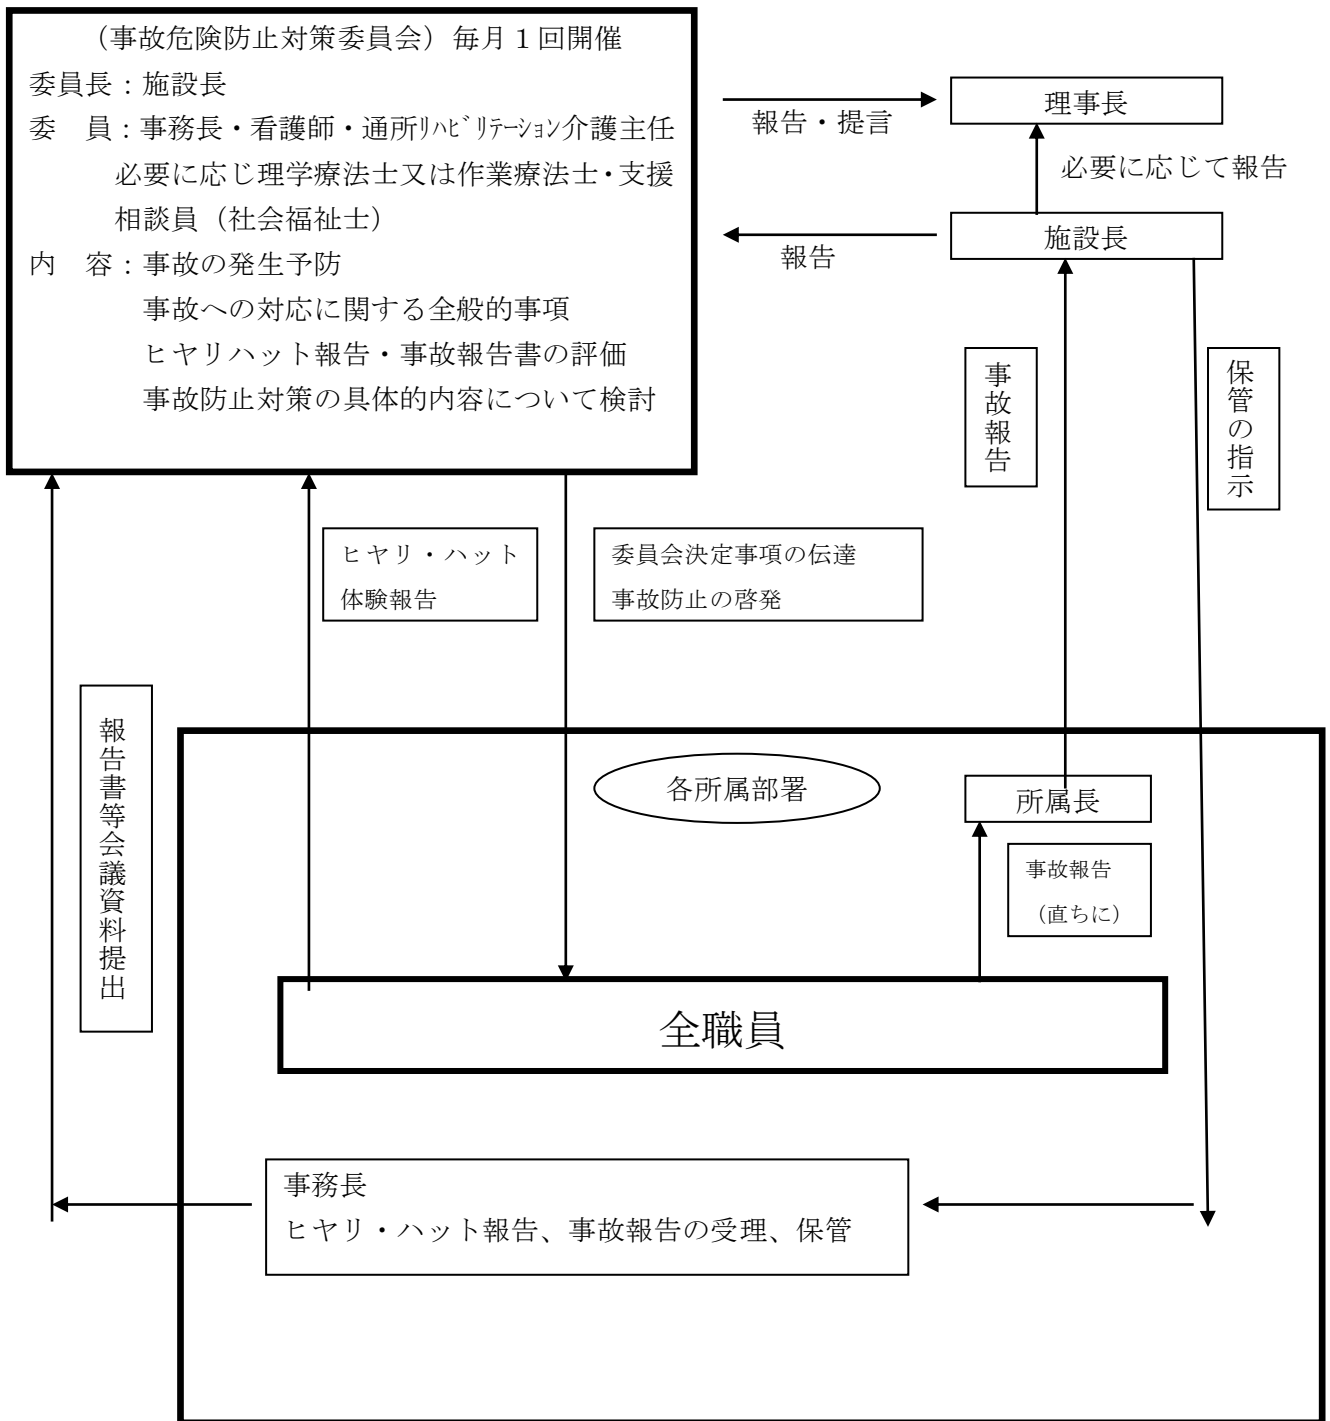 （事故危険防止対策委員会）毎月１回開催
委員長：施設長
委　員：事務長・看護師・通所ﾘﾊﾋﾞﾘﾃｰｼｮﾝ介護主任
必要に応じ理学療法士又は作業療法士・支援
相談員（社会福祉士）
内　容：事故の発生予防
事故への対応に関する全般的事項
ヒヤリハット報告・事故報告書の評価
事故防止対策の具体的内容について検討
報告・提言
理事長
必要に応じて報告
施設長
報告
事故報告
保管の指示
ヒヤリ・ハット
体験報告
委員会決定事項の伝達
事故防止の啓発
報告書等会議資料提出
各所属部署
所属長
事故報告
（直ちに）
全職員
事務長
ヒヤリ・ハット報告、事故報告の受理、保管